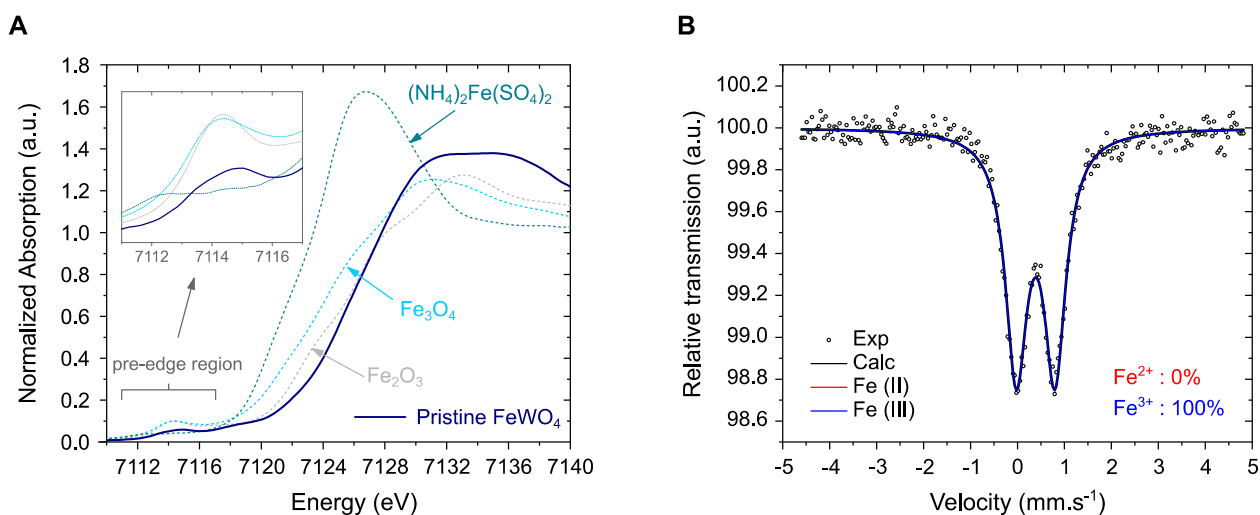 A
Normalized Absorption (a.u.)
1.8
1.6
1.4
1.2
1.0
0.8
0.6
0.4
0.2
0.0
7112
7114
7116
(NH₄)₂Fe(SO₄)₂
Fe₃O₄
Fe₂O₃
pre-edge region
Pristine FeWO₄
7112 7116 7120 7124 7128 7132 7136 7140
Energy (eV)
B
Relative transmission (a.u.)
100.2
100.0
99.8
99.6
99.4
99.2
99.0
98.8
98.6
Exp
Calc
Fe (II)
Fe (III)
Fe²⁺ : 0%
Fe³⁺ : 100%
-5 -4 -3 -2 -1 0 1 2 3 4 5
Velocity (mm.s⁻¹)